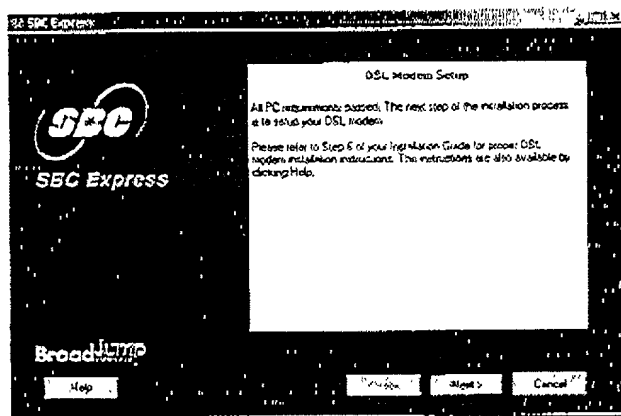 SBC Express
DSL Modem Setup
All PC requirements passed. The next step of the installation process
is to setup your DSL modem.
Please refer to Step 6 of your Installation Guide for proper DSL
modem installation instructions. The instructions are also available by
clicking Help.
SBC
SBC Express
BroadJump
Help
Next >
Cancel